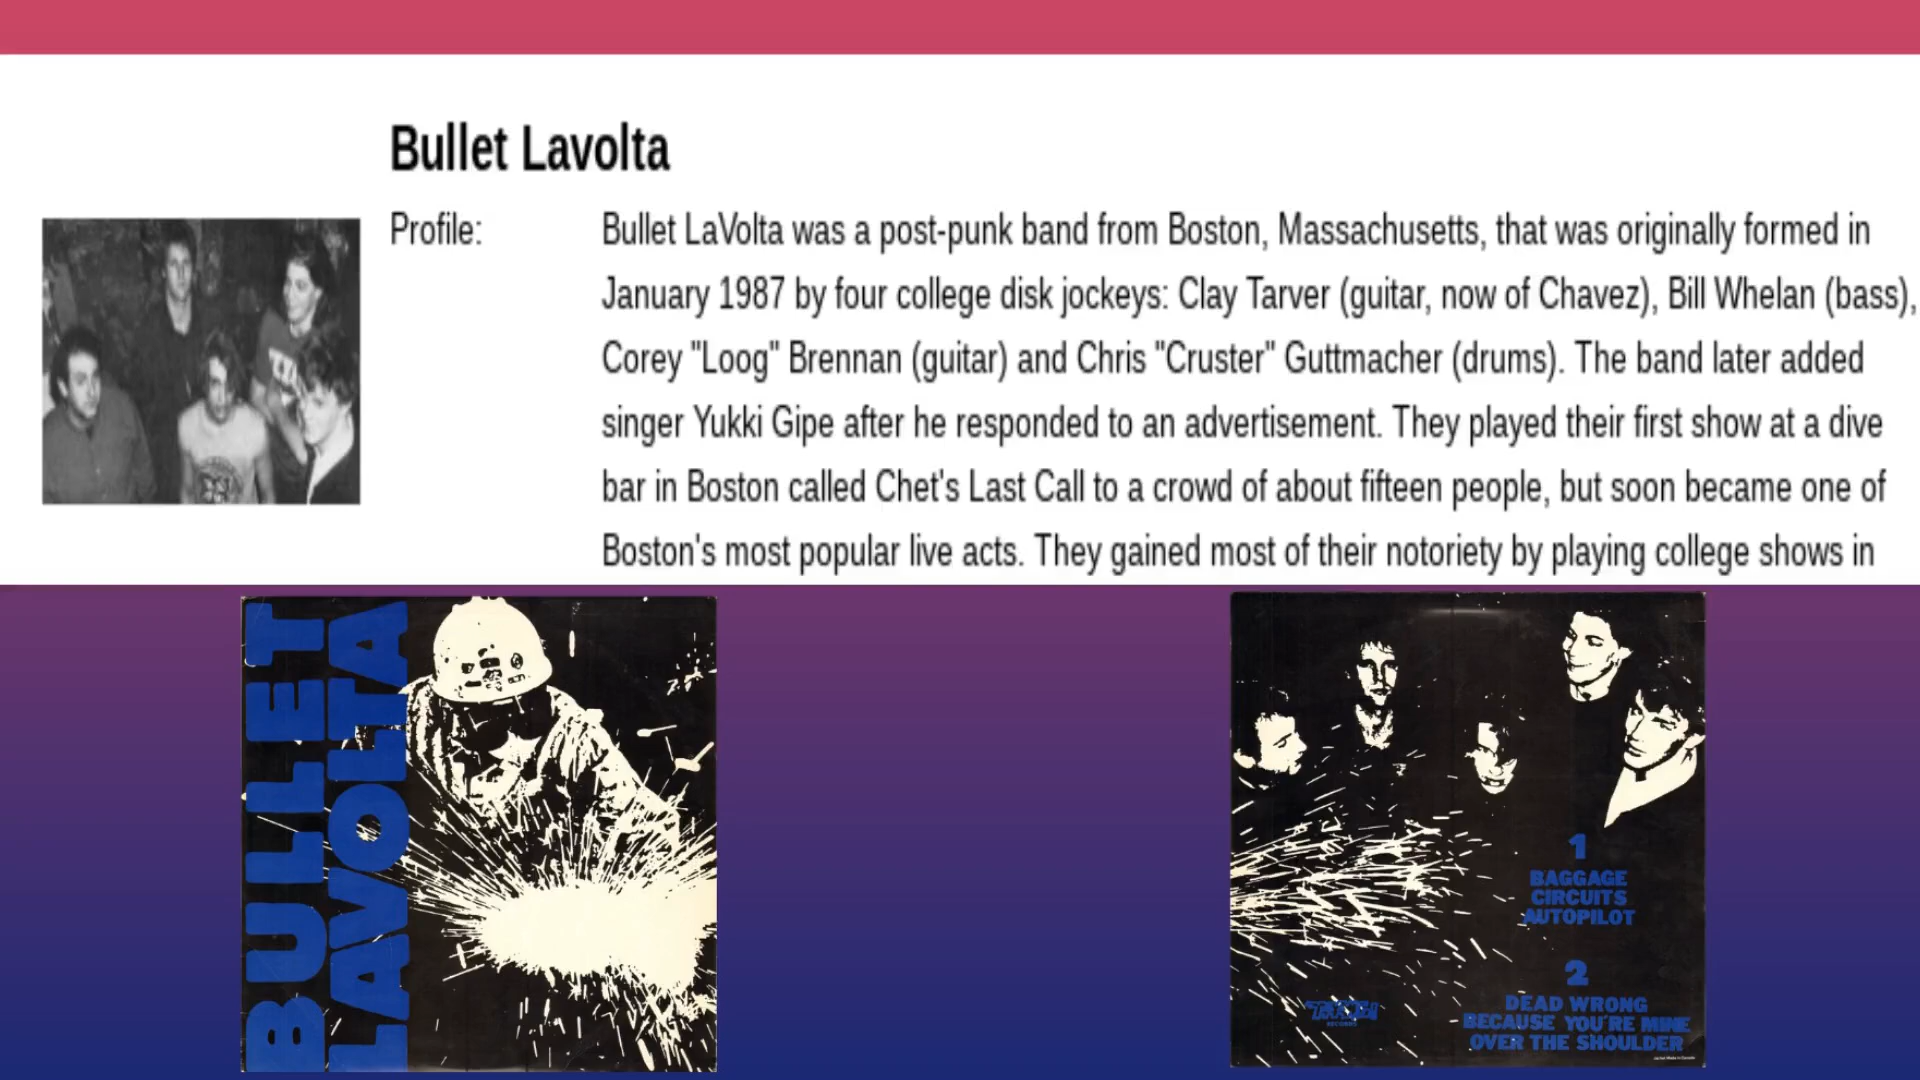 Bullet Lavolta
Profile:
Bullet LaVolta was a post-punk band from Boston, Massachusetts, that was originally formed in
January 1987 by four college disk jockeys: Clay Tarver (guitar, now of Chavez), Bill Whelan (bass),
Corey "Loog" Brennan (guitar) and Chris "Cruster" Guttmacher (drums). The band later added
singer Yukki Gipe after he responded to an advertisement. They played their first show at a dive
bar in Boston called Chet's Last Call to a crowd of about fifteen people, but soon became one of
Boston's most popular live acts. They gained most of their notoriety by playing college shows in
BULLET
LAVOLTA
1
BAGGAGE
CIRCUITS
AUTOPILOT
2
DEAD WRONG
BECAUSE YOU'RE MINE
OVER THE SHOULDER
RECORDS